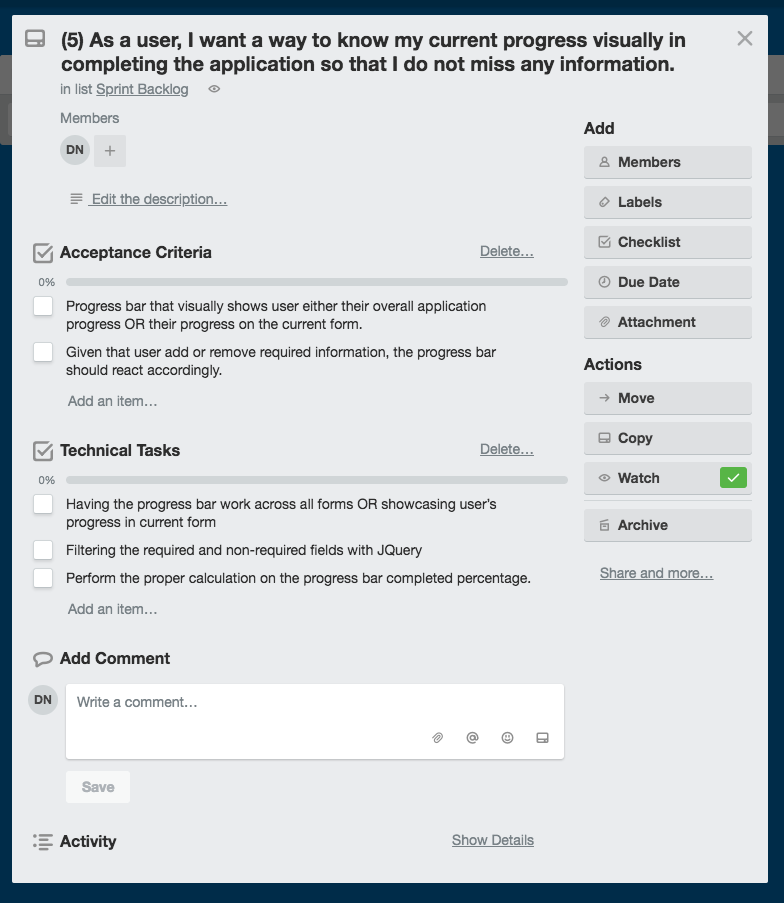 (5) As a user, I want a way to know my current progress visually in
completing the application so that I do not miss any information.
in list Sprint Backlog
Members
DN +
Edit the description…
Acceptance Criteria Delete…
0%
Progress bar that visually shows user either their overall application
progress OR their progress on the current form.
Given that user add or remove required information, the progress bar
should react accordingly.
Add an item…
Technical Tasks Delete…
0%
Having the progress bar work across all forms OR showcasing user's
progress in current form
Filtering the required and non-required fields with JQuery
Perform the proper calculation on the progress bar completed percentage.
Add an item…
Add Comment
DN
Write a comment…
@
Save
Activity Show Details
Add
Members
Labels
Checklist
Due Date
Attachment
Actions
Move
Copy
Watch
Archive
Share and more…